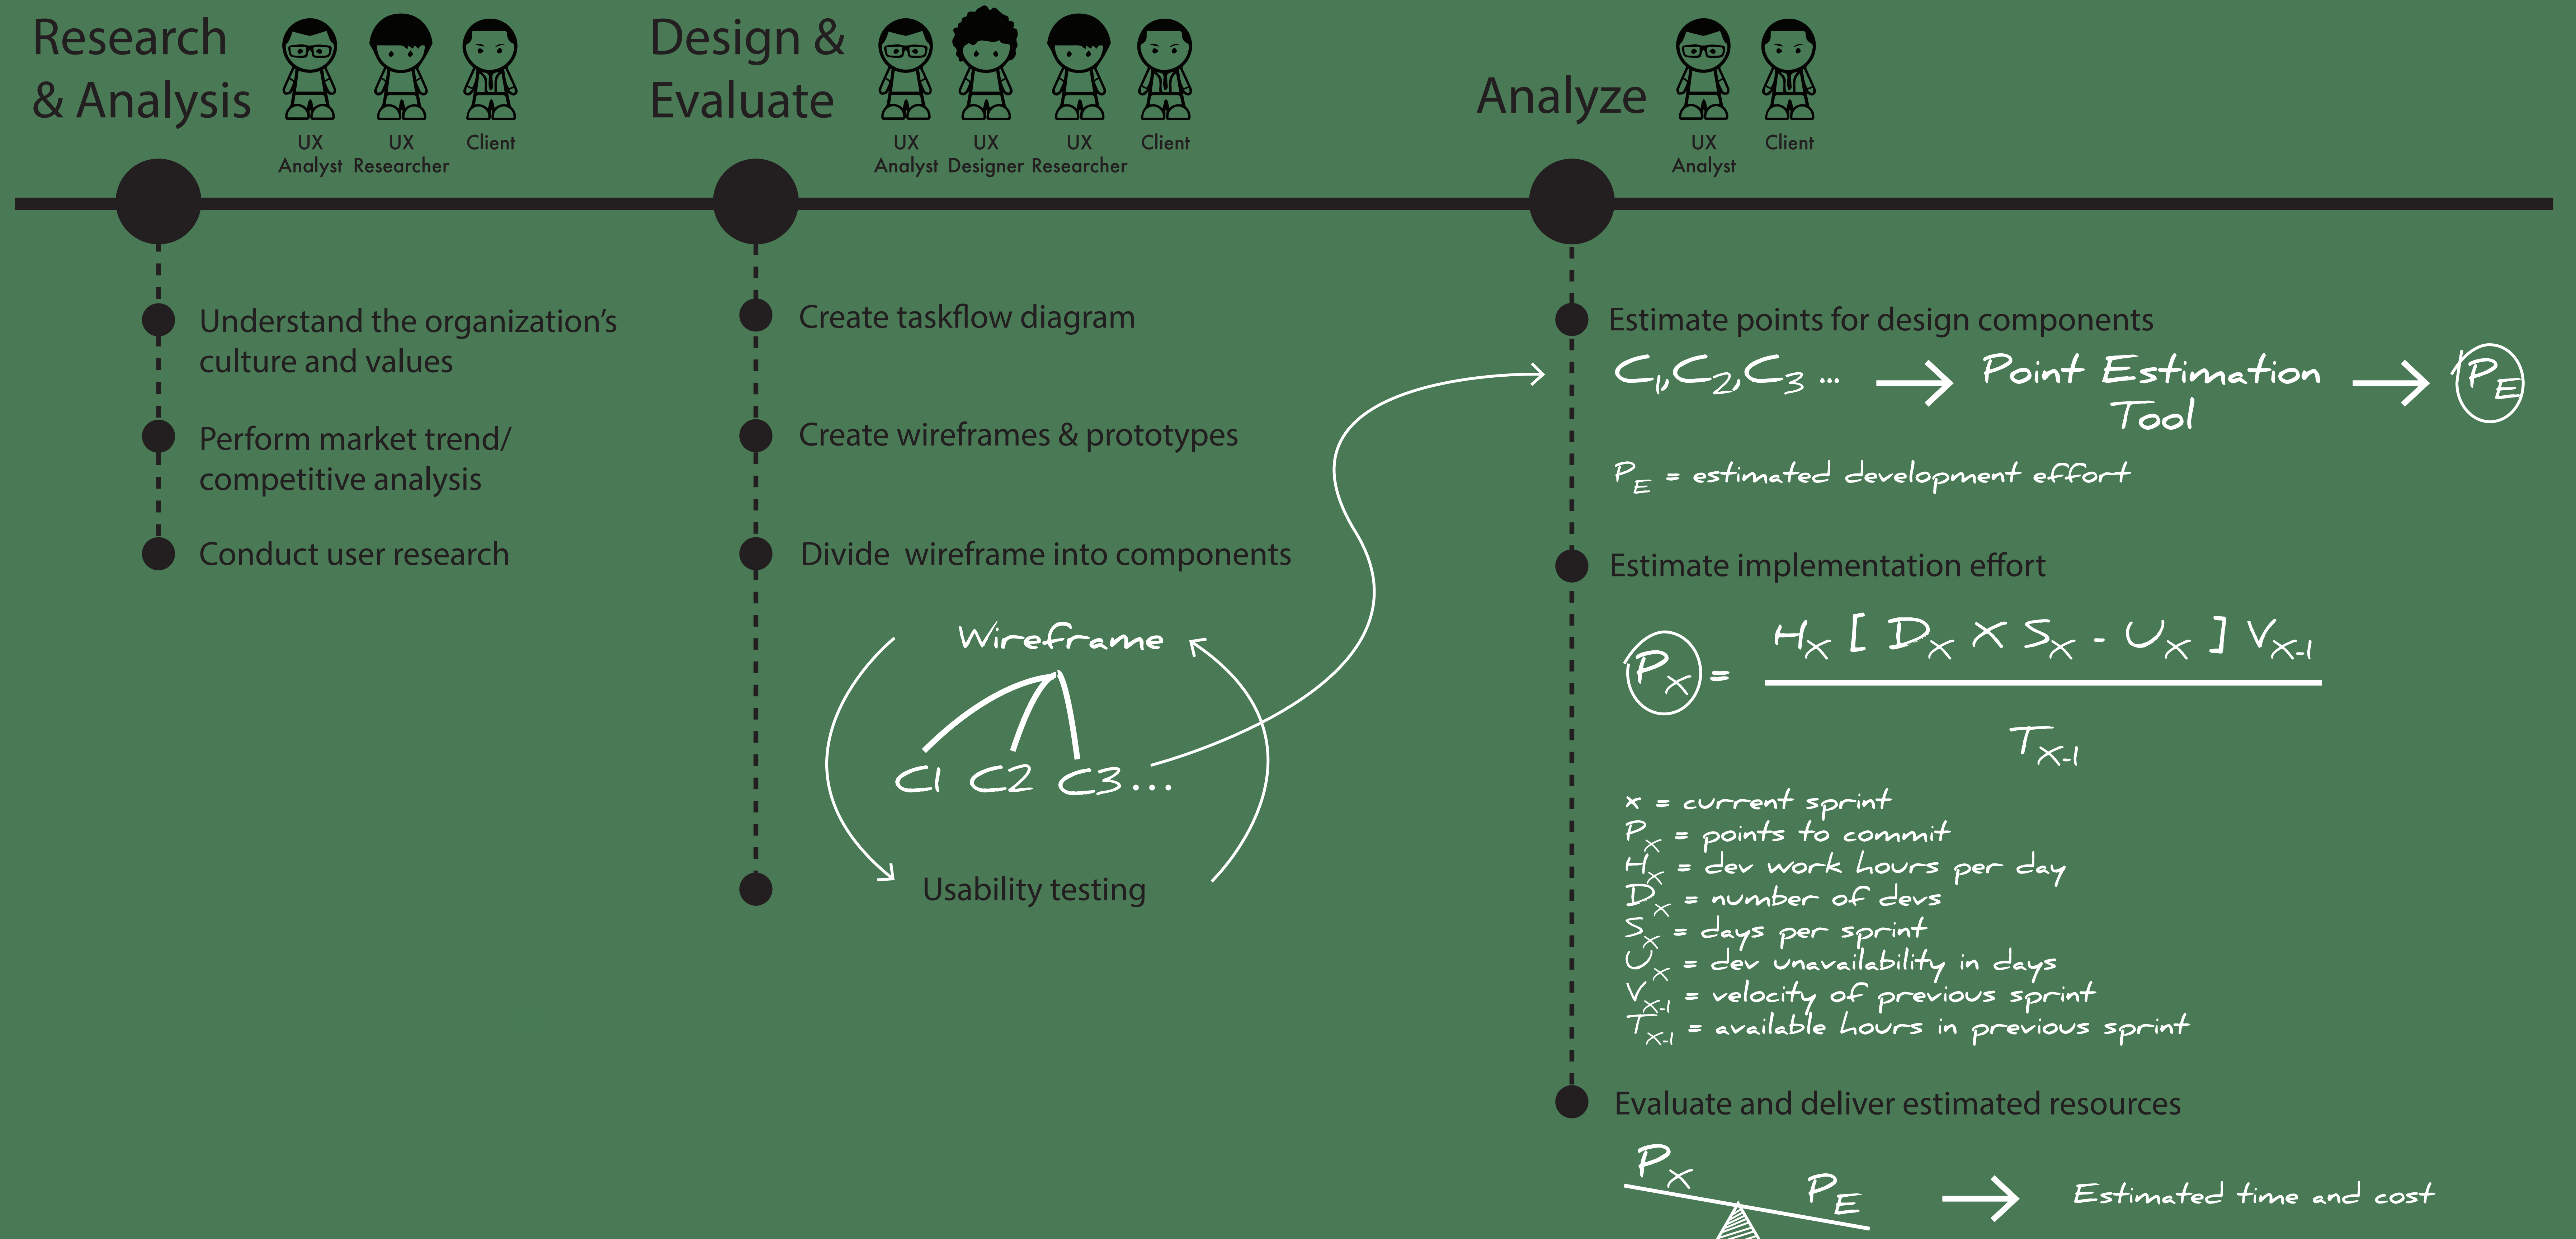 Research
& Analysis
UX
Analyst
UX
Researcher
Client
Understand the organization's
culture and values
Perform market trend/
competitive analysis
Conduct user research
Design &
Evaluate
UX
Analyst
UX
Designer
UX
Researcher
Client
Create taskflow diagram
Create wireframes & prototypes
Divide wireframe into components
Wireframe
C1 C2 C3...
Usability testing
Analyze
UX
Analyst
Client
Estimate points for design components
C1,C2,C3 ... → Point Estimation → PE
Tool
PE = estimated development effort
Estimate implementation effort
PX = HX [ DX X SX - UX ] VX-1
TX-1
x = current sprint
PX = points to commit
HX = dev work hours per day
DX = number of devs
SX = days per sprint
UX = dev unavailability in days
VX-1 = velocity of previous sprint
TX-1 = available hours in previous sprint
Evaluate and deliver estimated resources
PX PE → Estimated time and cost